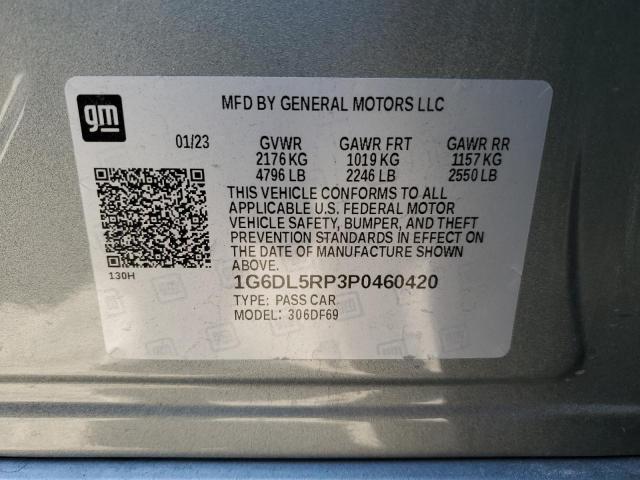 gm
MFD BY GENERAL MOTORS LLC
01/23 GVWR GAWR FRT GAWR RR
2176 KG 1019 KG 1157 KG
4796 LB 2246 LB 2550 LB
THIS VEHICLE CONFORMS TO ALL
APPLICABLE U.S. FEDERAL MOTOR
VEHICLE SAFETY, BUMPER, AND THEFT
PREVENTION STANDARDS IN EFFECT ON
THE DATE OF MANUFACTURE SHOWN
ABOVE.
130H
1G6DL5RP3P0460420
TYPE: PASS CAR
MODEL: 306DF69